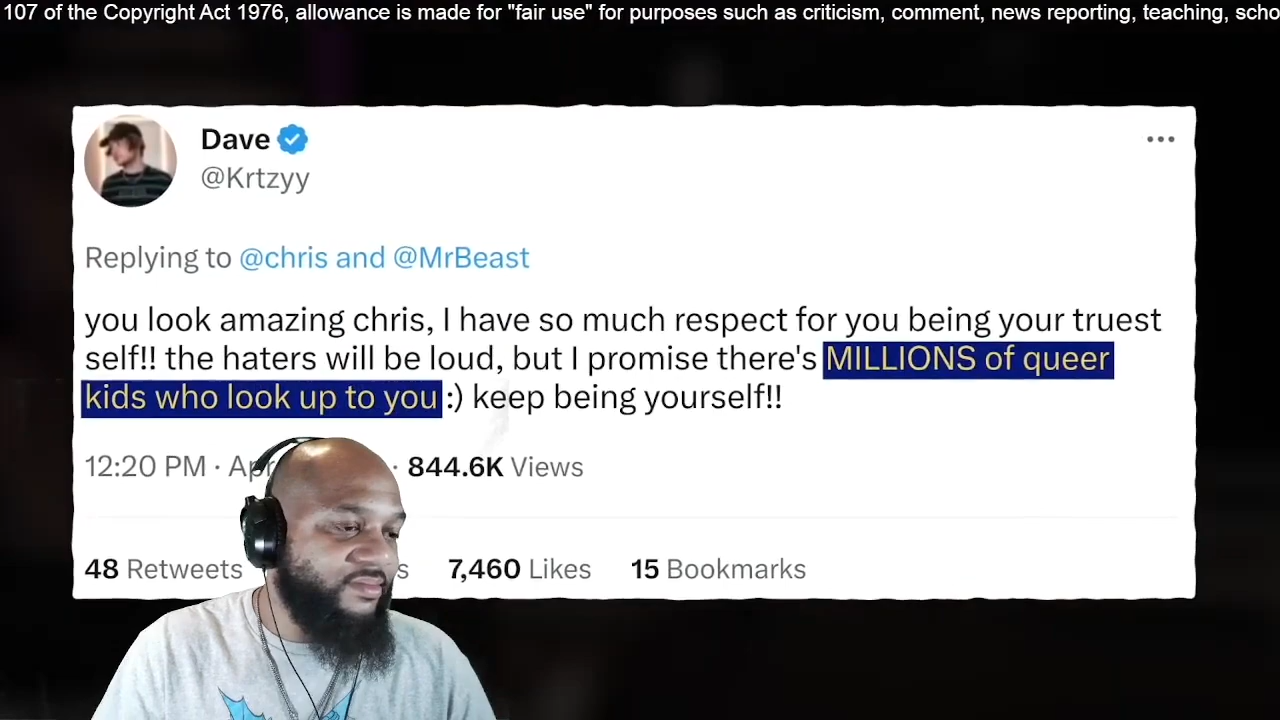 107 of the Copyright Act 1976, allowance is made for "fair use" for purposes such as criticism, comment, news reporting, teaching,
Dave
@Krtzyy
Replying to @chris and @MrBeast
you look amazing chris, I have so much respect for you being your truest
self!! the haters will be loud, but I promise there's MILLIONS of queer
kids who look up to you :) keep being yourself!!
12:20 PM · · 844.6K Views
48 Retweets 7,460 Likes 15 Bookmarks